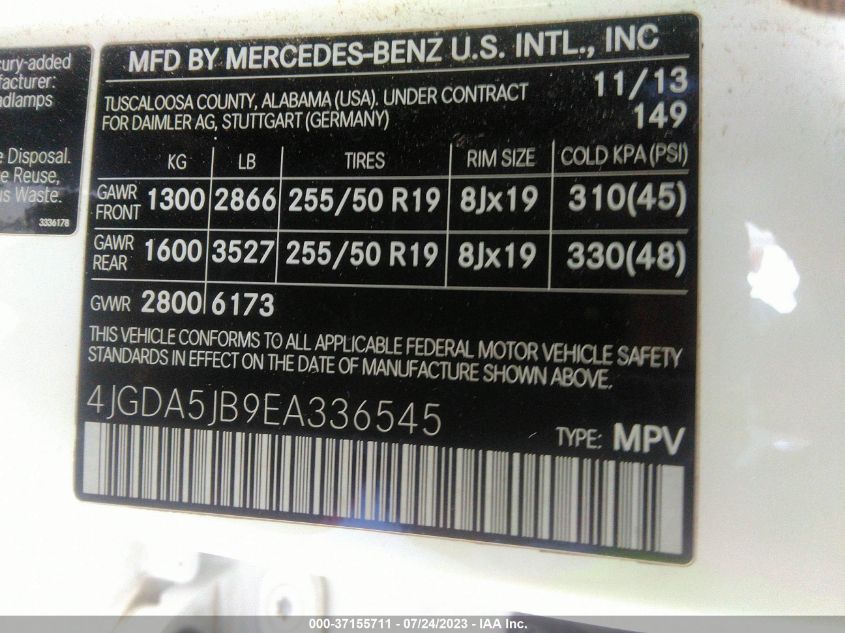 cury-added
facturer:
adlamps
e Disposal.
e Reuse,
us Waste.
3336178
MFD BY MERCEDES-BENZ U.S. INTL., INC
TUSCALOOSA COUNTY, ALABAMA (USA). UNDER CONTRACT
FOR DAIMLER AG, STUTTGART (GERMANY)
11/13
149
KG LB TIRES RIM SIZE COLD KPA (PSI)
GAWR FRONT 1300 2866 255/50 R19 8Jx19 310(45)
GAWR REAR 1600 3527 255/50 R19 8Jx19 330(48)
GVWR 2800 6173
THIS VEHICLE CONFORMS TO ALL APPLICABLE FEDERAL MOTOR VEHICLE SAFETY
STANDARDS IN EFFECT ON THE DATE OF MANUFACTURE SHOWN ABOVE.
4JGDA5JB9EA336545
TYPE: MPV
000-37155711 - 07/24/2023 - IAA Inc.